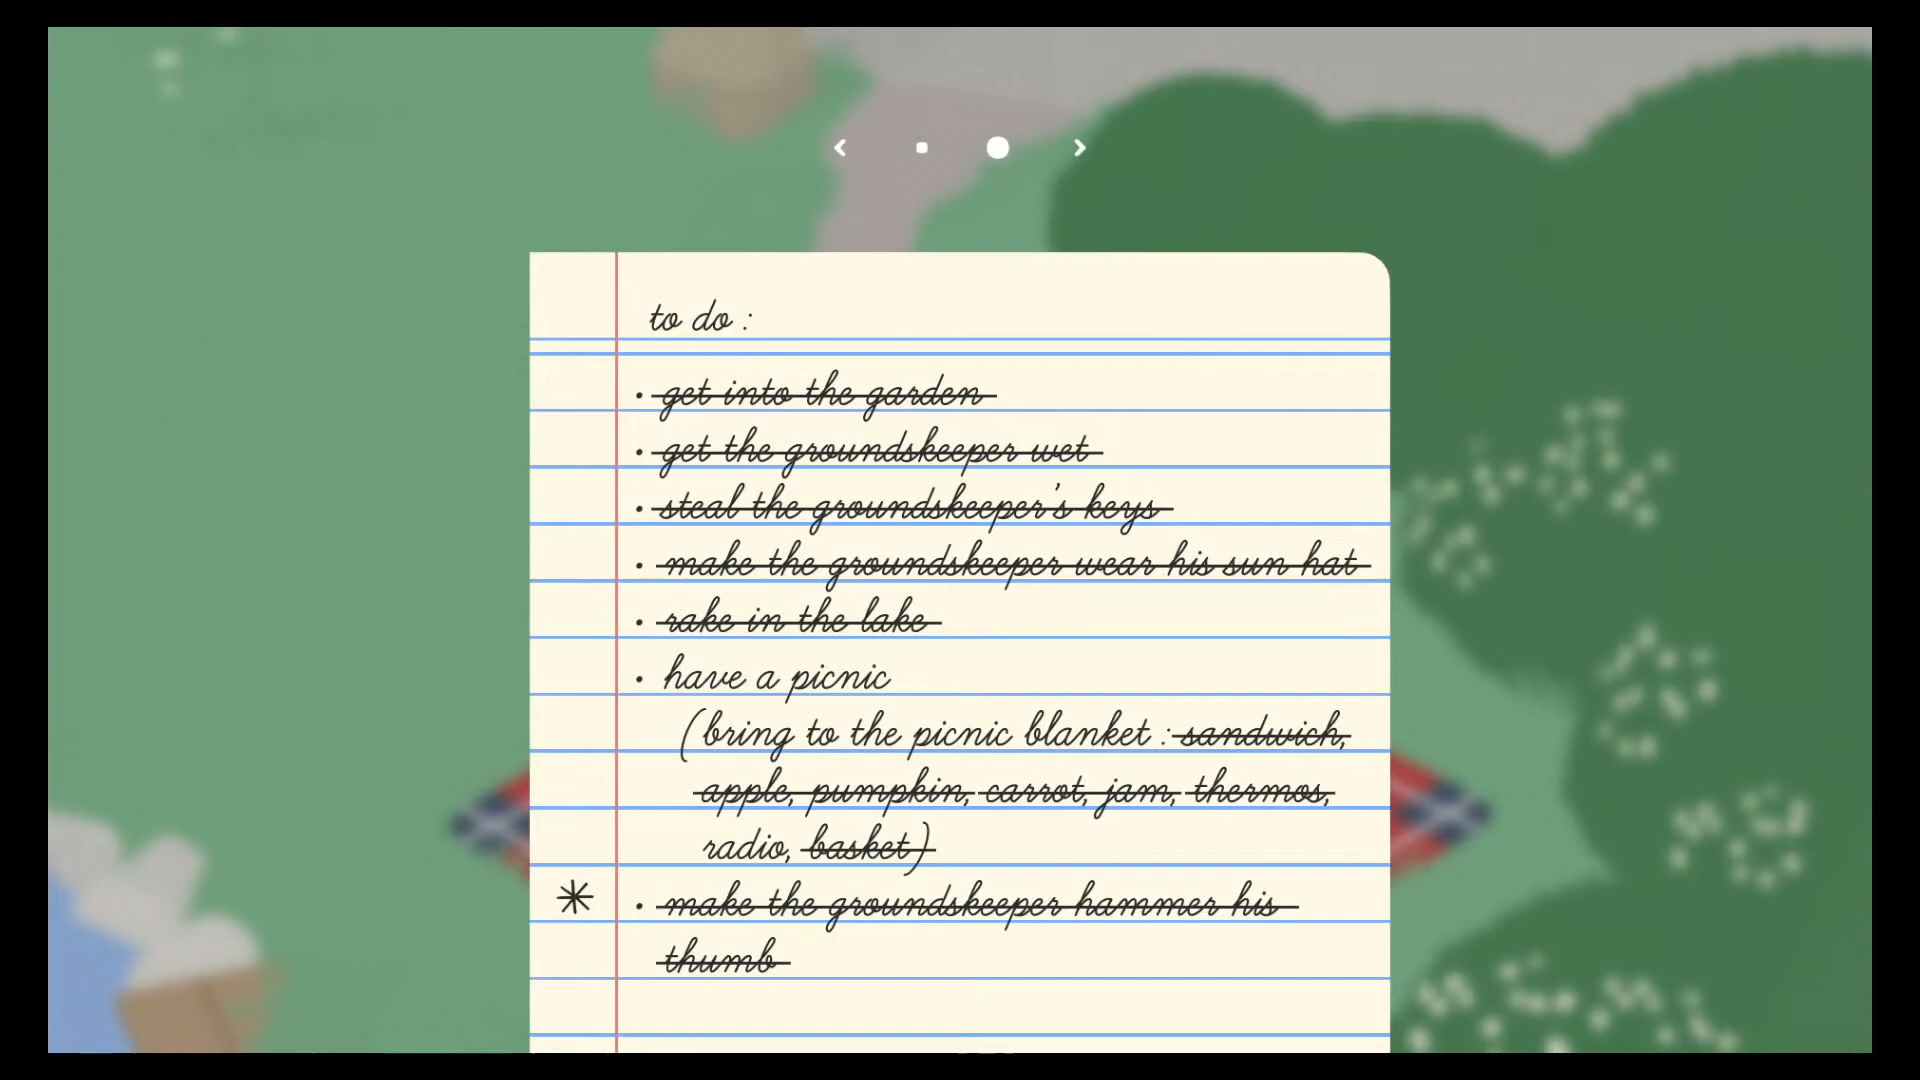 to do :
• get into the garden
• get the groundskeeper wet
• steal the groundskeeper's keys
• make the groundskeeper wear his sun hat
• rake in the lake
• have a picnic
(bring to the picnic blanket : sandwich,
apple, pumpkin, carrot, jam, thermos,
radio, basket)
• make the groundskeeper hammer his
thumb